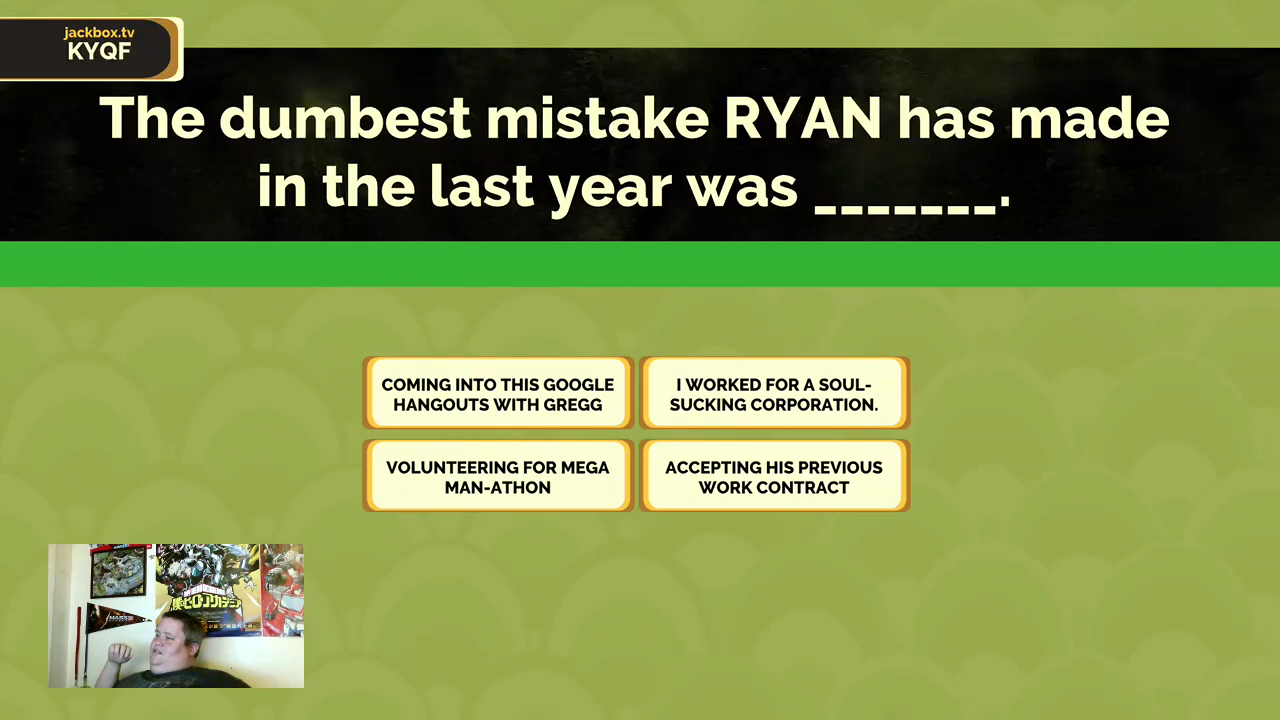 jackbox.tv
KYQF
The dumbest mistake RYAN has made
in the last year was _______.
COMING INTO THIS GOOGLE
HANGOUTS WITH GREGG
I WORKED FOR A SOUL-
SUCKING CORPORATION.
VOLUNTEERING FOR MEGA
MAN-ATHON
ACCEPTING HIS PREVIOUS
WORK CONTRACT